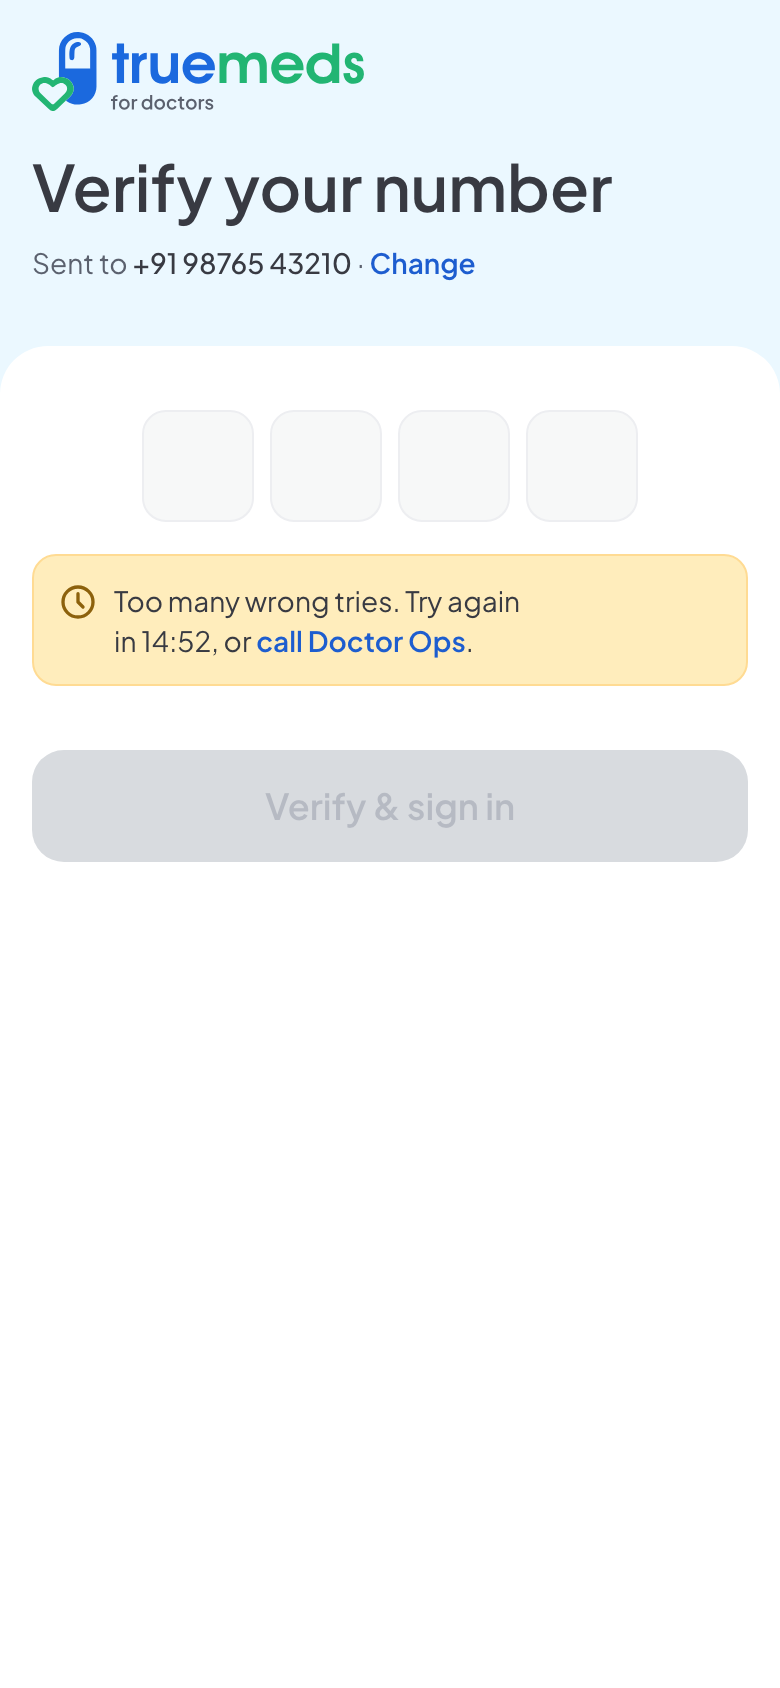 truemeds
for doctors
Verify your number
Sent to +91 98765 43210 · Change
Too many wrong tries. Try again
in 14:52, or call Doctor Ops.
Verify & sign in